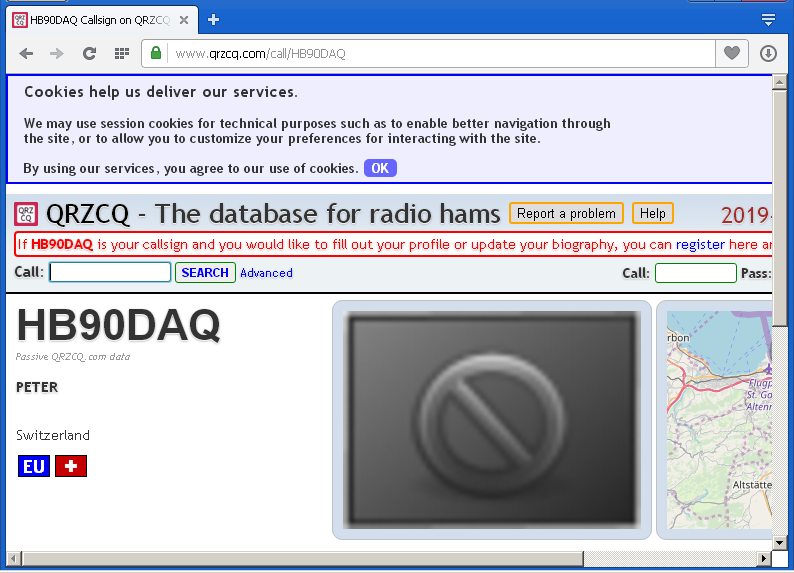 HB90DAQ Callsign on QRZCQ
www.qrzcq.com/call/HB90DAQ
Cookies help us deliver our services.
We may use session cookies for technical purposes such as to enable better navigation through
the site, or to allow you to customize your preferences for interacting with the site.
By using our services, you agree to our use of cookies. OK
QRZ CQ QRZCQ - The database for radio hams Report a problem Help 2019-
If HB90DAQ is your callsign and you would like to fill out your profile or update your biography, you can register here
Call: SEARCH Advanced Call: Pass:
HB90DAQ
Passive QRZCQ.com data
PETER
Switzerland
EU
rbon
Flugp
St. Ga
Altenr
Altstätte